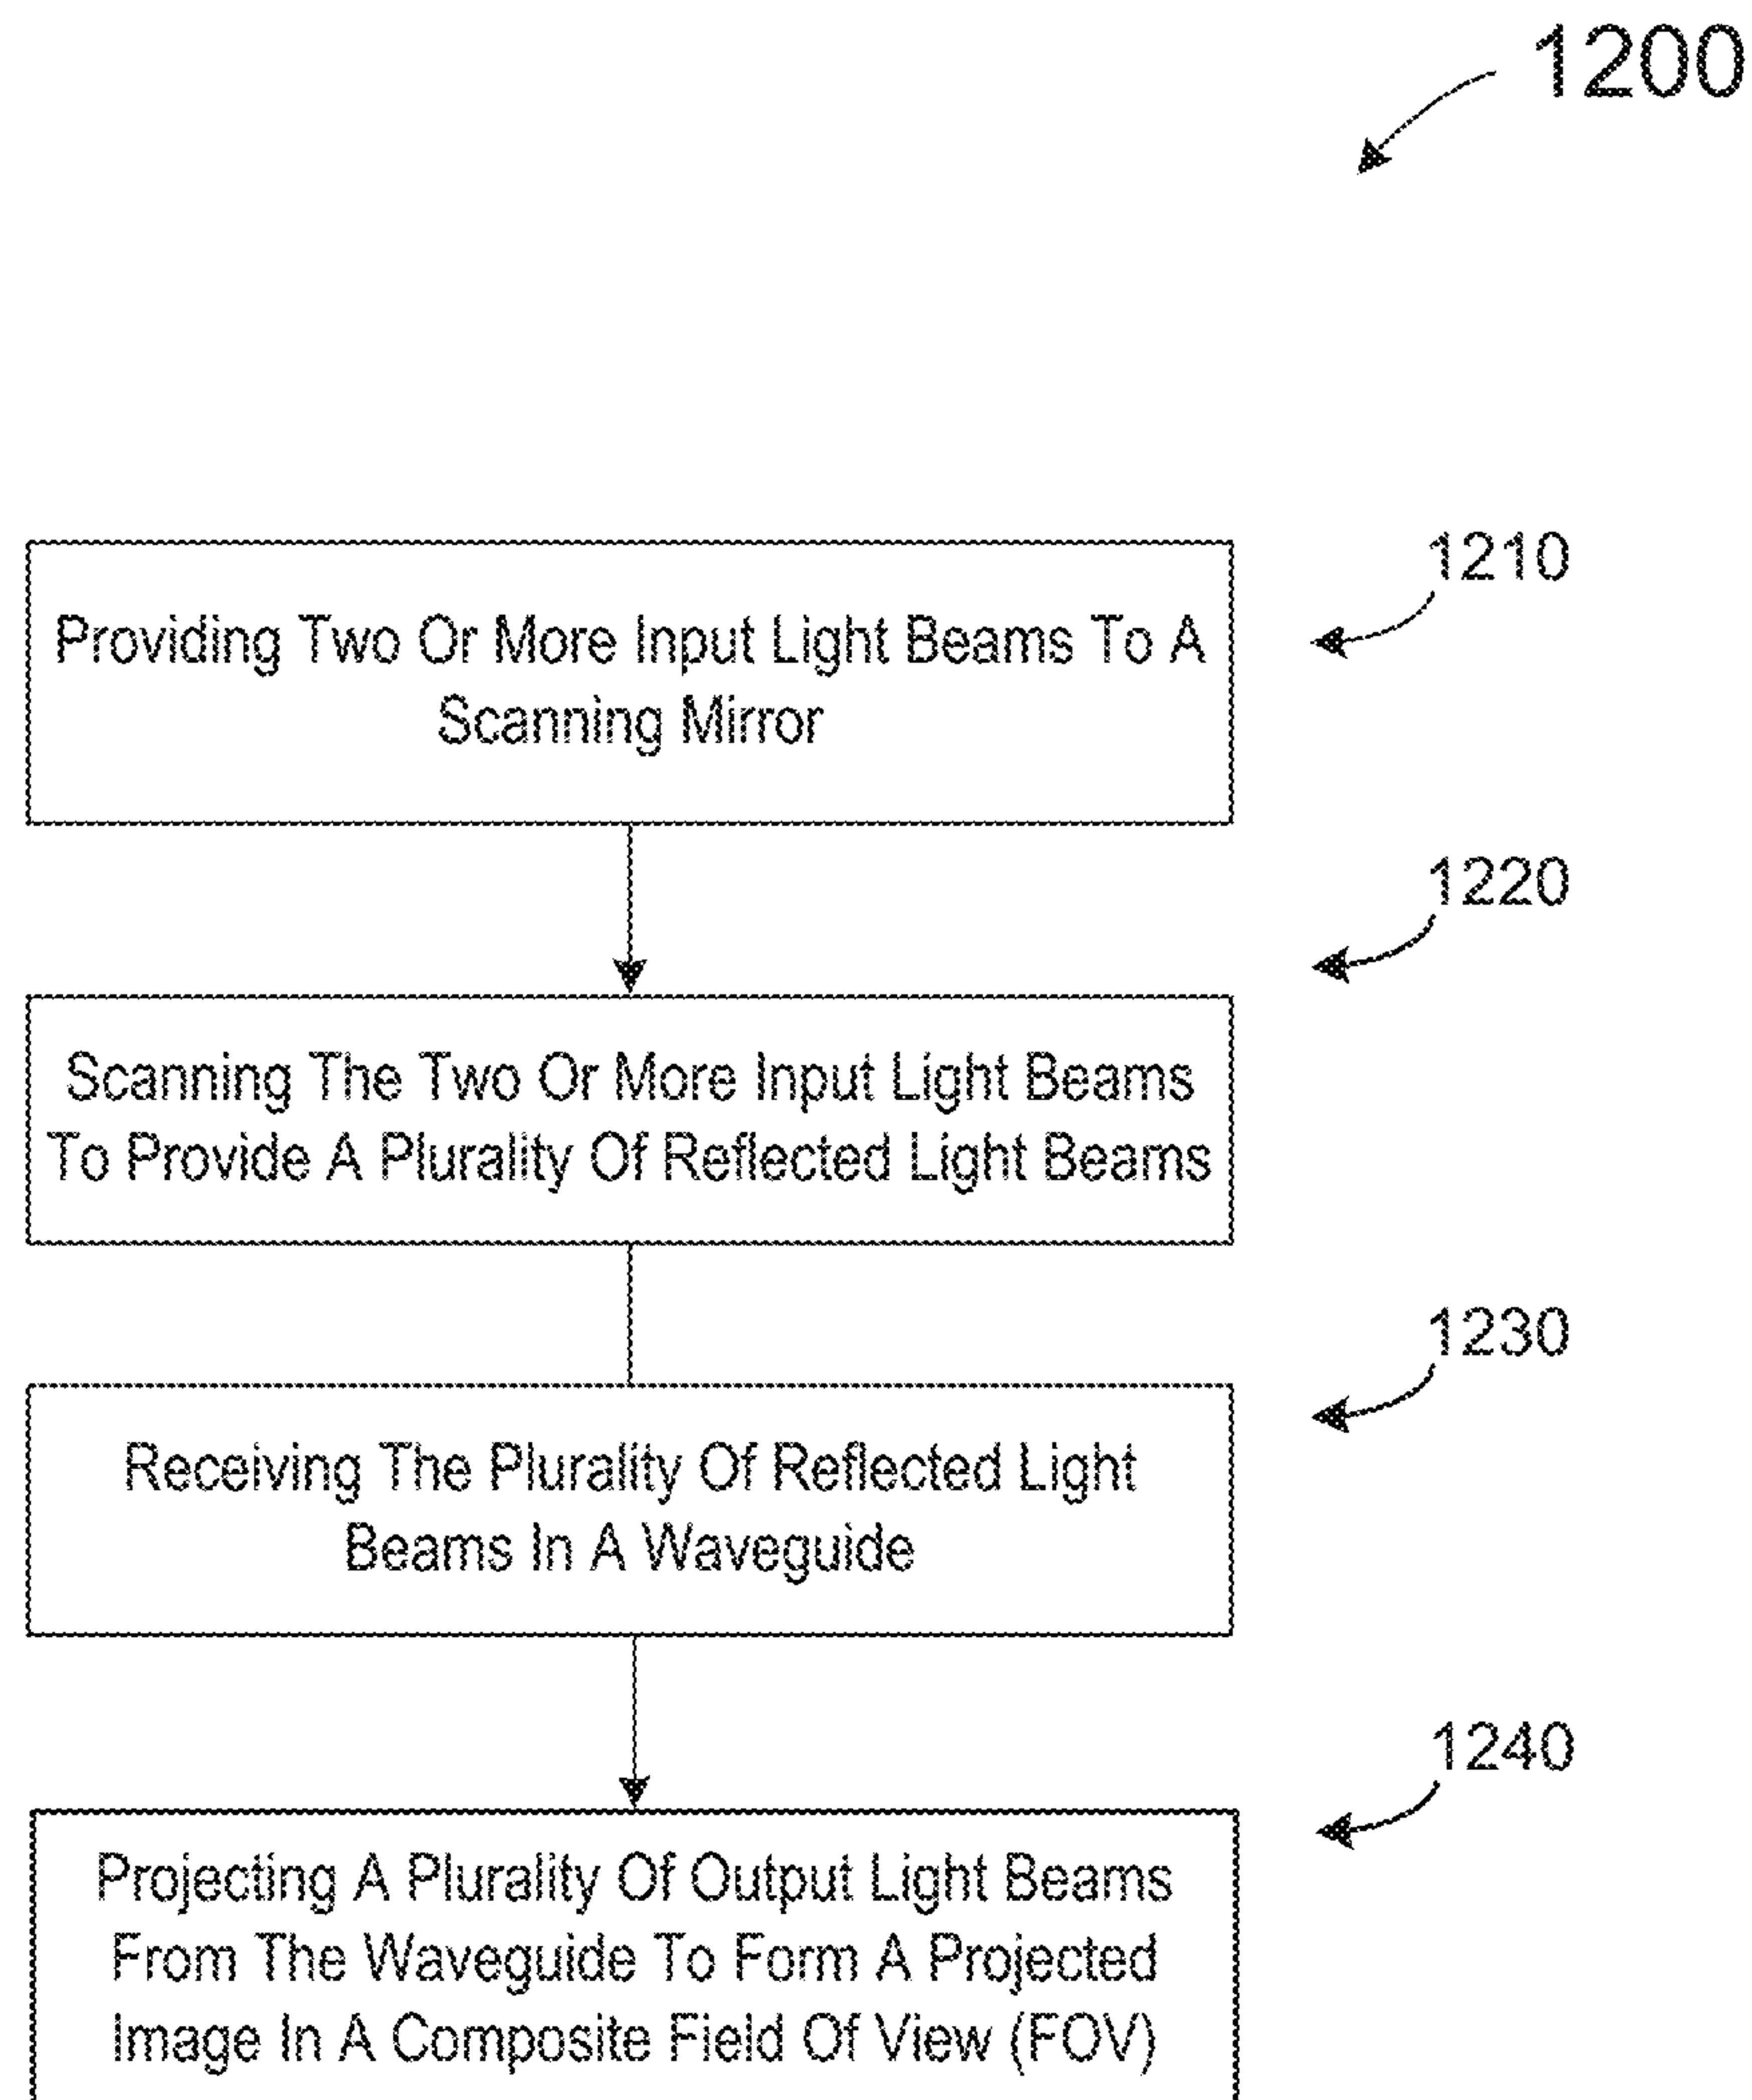 1200
1210
Providing Two Or More Input Light Beams To A
Scanning Mirror
1220
Scanning The Two Or More Input Light Beams
To Provide A Plurality Of Reflected Light Beams
1230
Receiving The Plurality Of Reflected Light
Beams In A Waveguide
1240
Projecting A Plurality Of Output Light Beams
From The Waveguide To Form A Projected
Image In A Composite Field Of View (FOV)